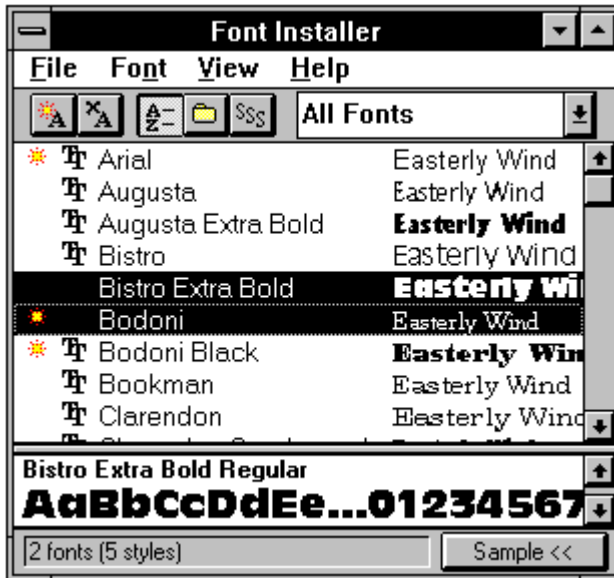 Font Installer
File Font View Help
A A A Z SSS All Fonts
Arial Easterly Wind
Augusta Easterly Wind
Augusta Extra Bold Easterly Wind
Bistro Easterly Wind
Bistro Extra Bold Easterly Wi
Bodoni Easterly Wind
Bodoni Black Easterly Win
Bookman Easterly Wind
Clarendon Easterly Wind
Bistro Extra Bold Regular
AaBbCcDdEe...01234567
2 fonts (5 styles) Sample <<